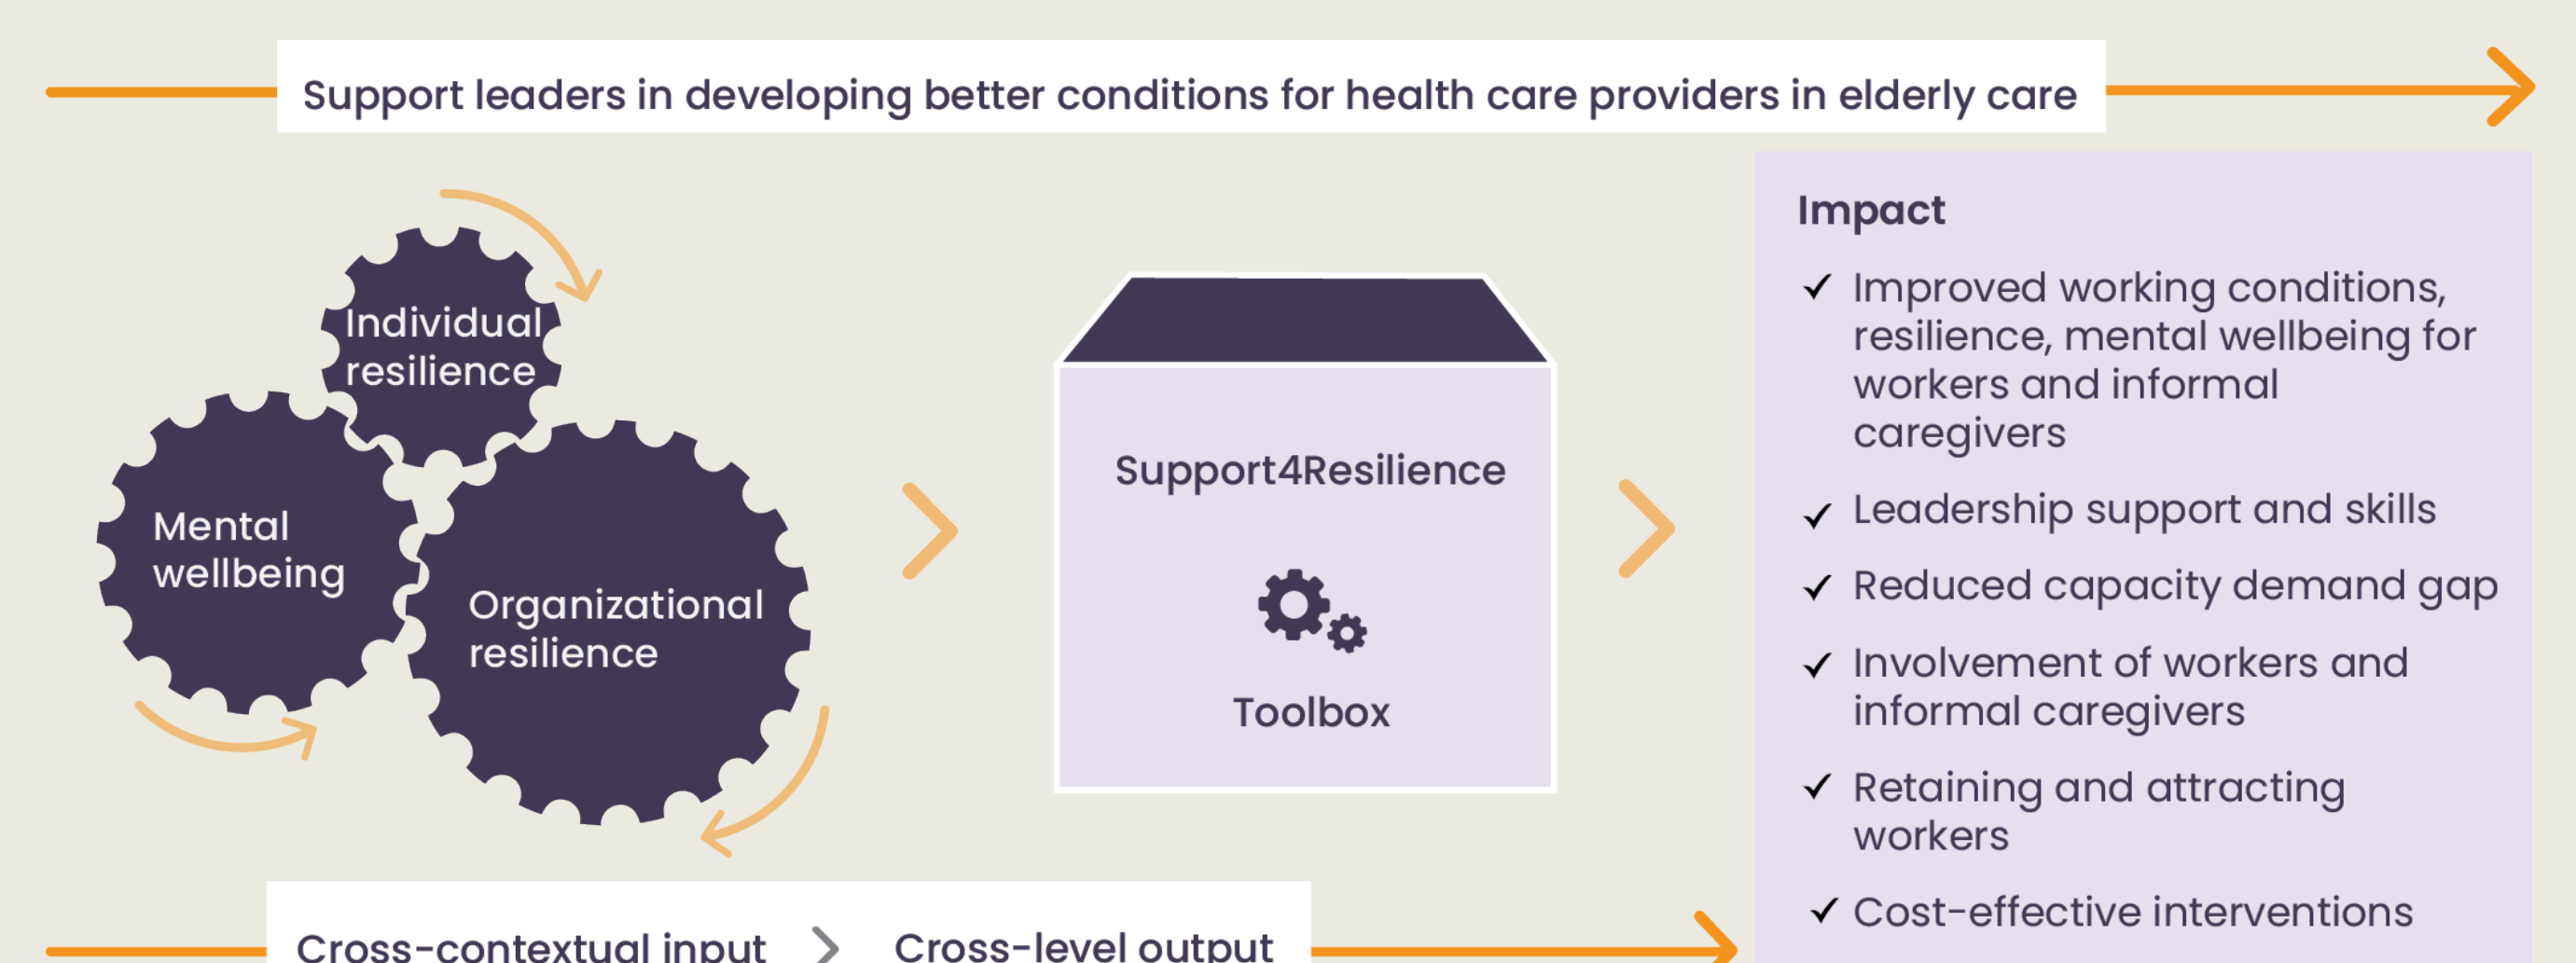 Support leaders in developing better conditions for health care providers in elderly care
Individual
resilience
Mental
wellbeing
Organizational
resilience
Support4Resilience
Toolbox
Impact
Improved working conditions,
resilience, mental wellbeing for
workers and informal
caregivers
Leadership support and skills
Reduced capacity demand gap
Involvement of workers and
informal caregivers
Retaining and attracting
workers
Cost-effective interventions
Cross-contextual input
Cross-level output